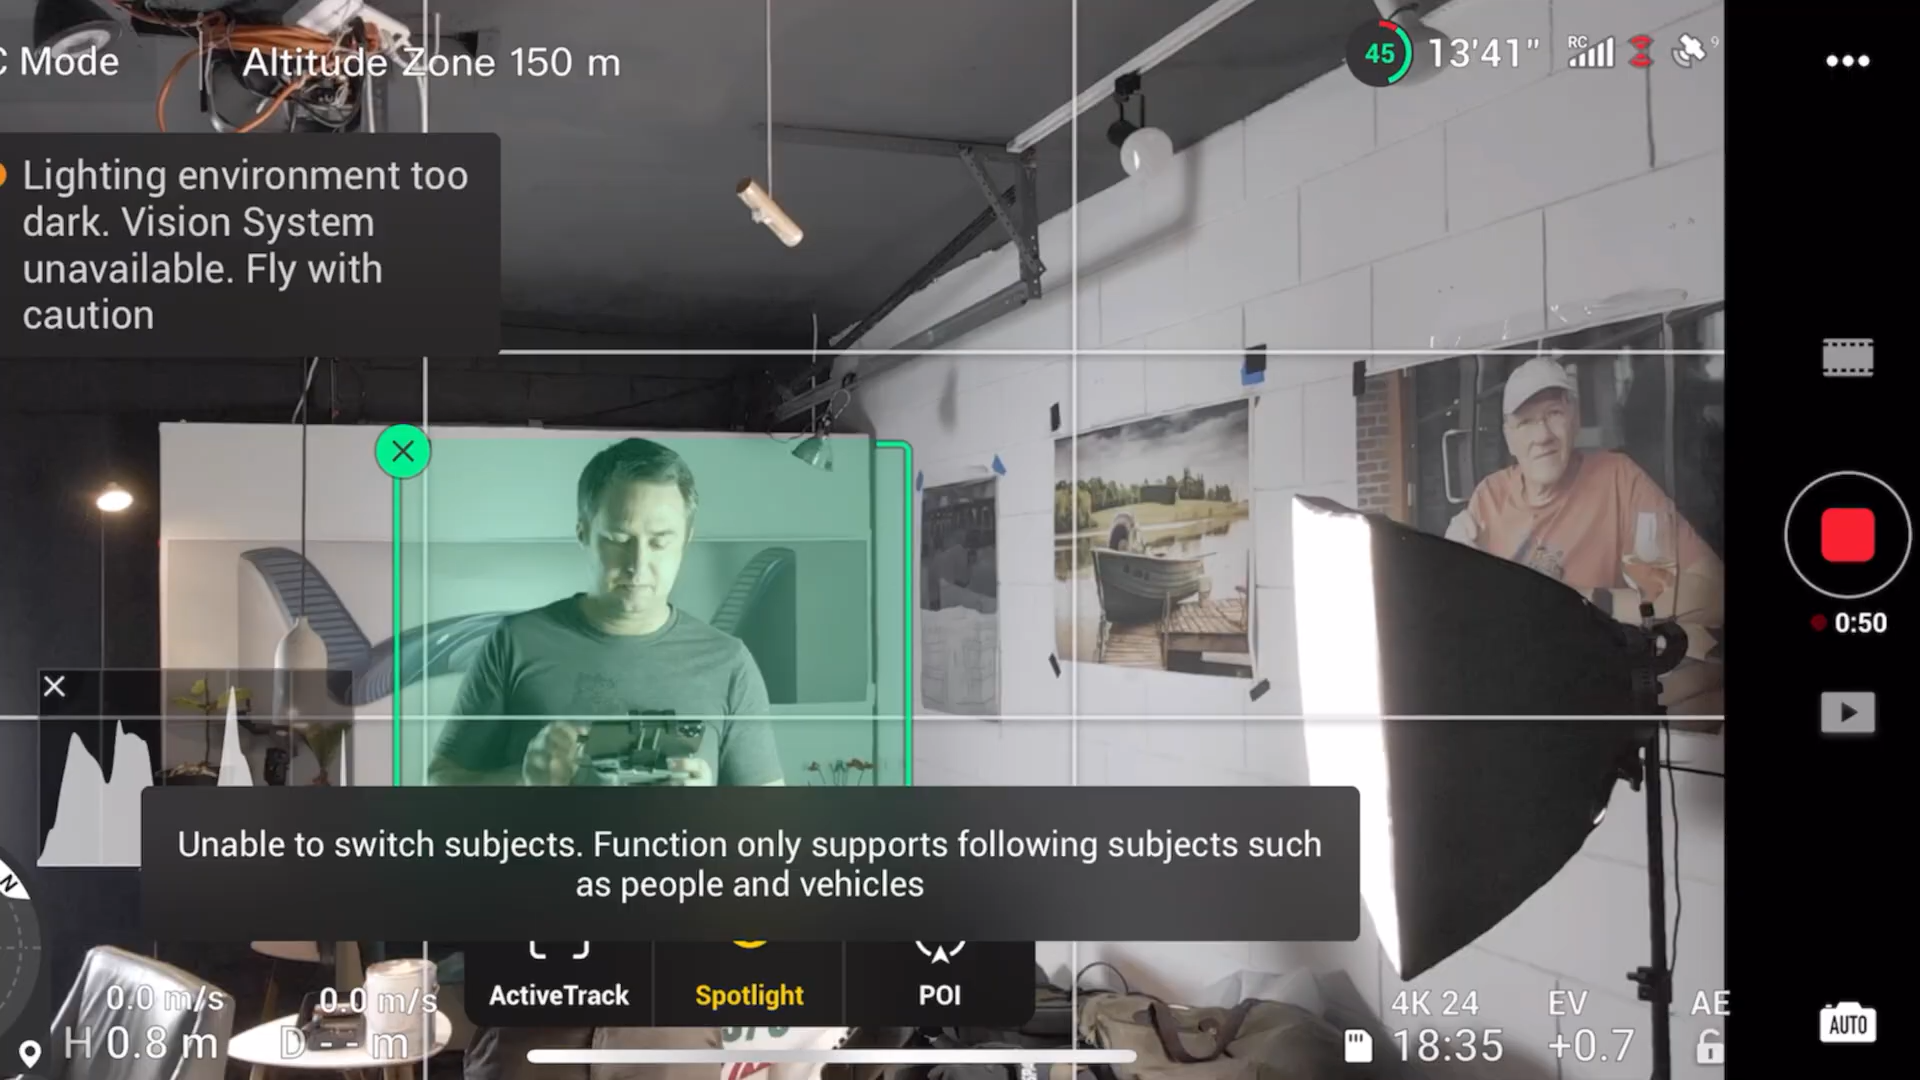 C Mode
Altitude Zone 150 m
45
13'41"
RC
9
Lighting environment too
dark. Vision System
unavailable. Fly with
caution
0:50
N
Unable to switch subjects. Function only supports following subjects such
as people and vehicles
ActiveTrack
Spotlight
POI
0.0 m/s
0.0 m/s
H 0.8 m
D - - m
4K 24
18:35
EV
+0.7
AE
AUTO